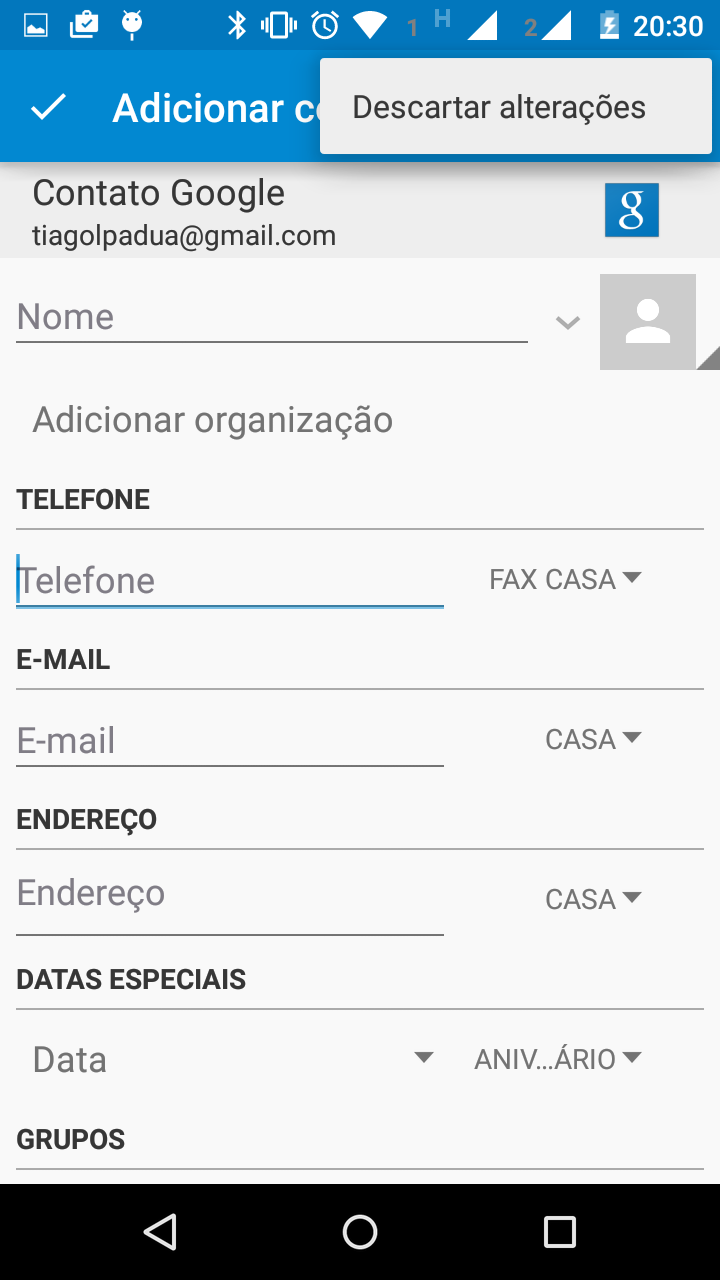 1 H 2 20:30
Adicionar c
Descartar alterações
Contato Google
tiagolpadua@gmail.com
g
Nome
Adicionar organização
TELEFONE
Telefone
FAX CASA
E-MAIL
E-mail
CASA
ENDEREÇO
Endereço
CASA
DATAS ESPECIAIS
Data
ANIV...ÁRIO
GRUPOS